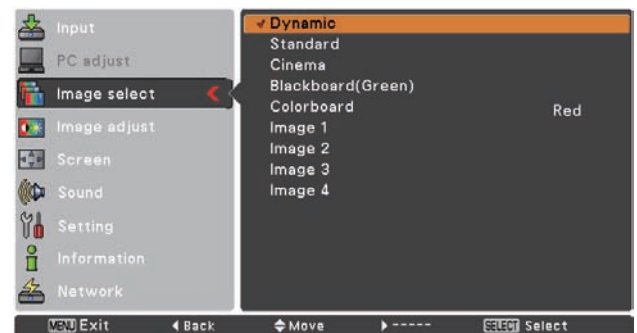 Input
PC adjust
Image select
Image adjust
Screen
Sound
Setting
Information
Network
Dynamic
Standard
Cinema
Blackboard(Green)
Colorboard Red
Image 1
Image 2
Image 3
Image 4
MENU Exit Back Move ----- SELECT Select